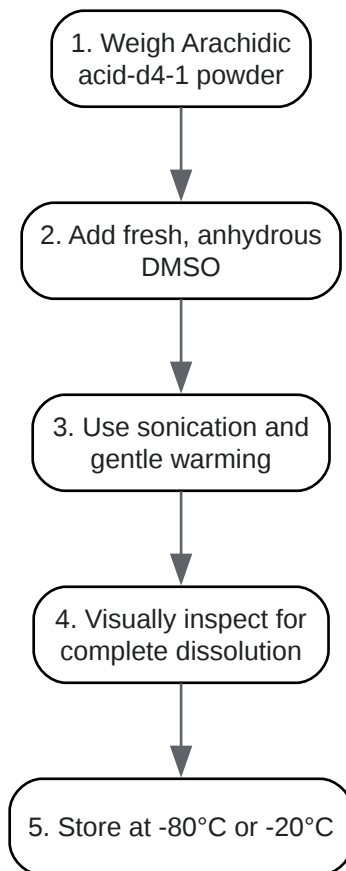 1. Weigh Arachidic
acid-d4-1 powder
2. Add fresh, anhydrous
DMSO
3. Use sonication and
gentle warming
4. Visually inspect for
complete dissolution
5. Store at -80°C or -20°C